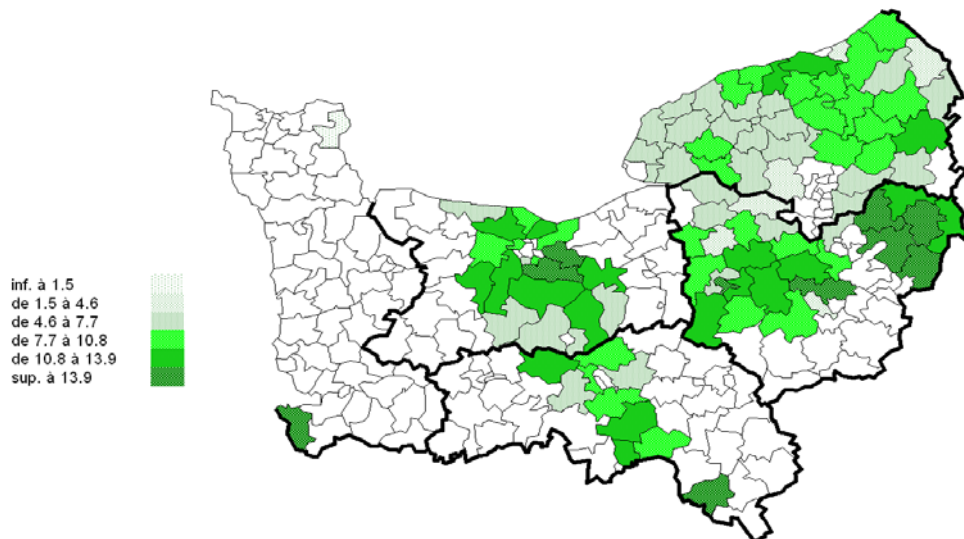 inf. à 1.5
de 1.5 à 4.6
de 4.6 à 7.7
de 7.7 à 10.8
de 10.8 à 13.9
sup. à 13.9